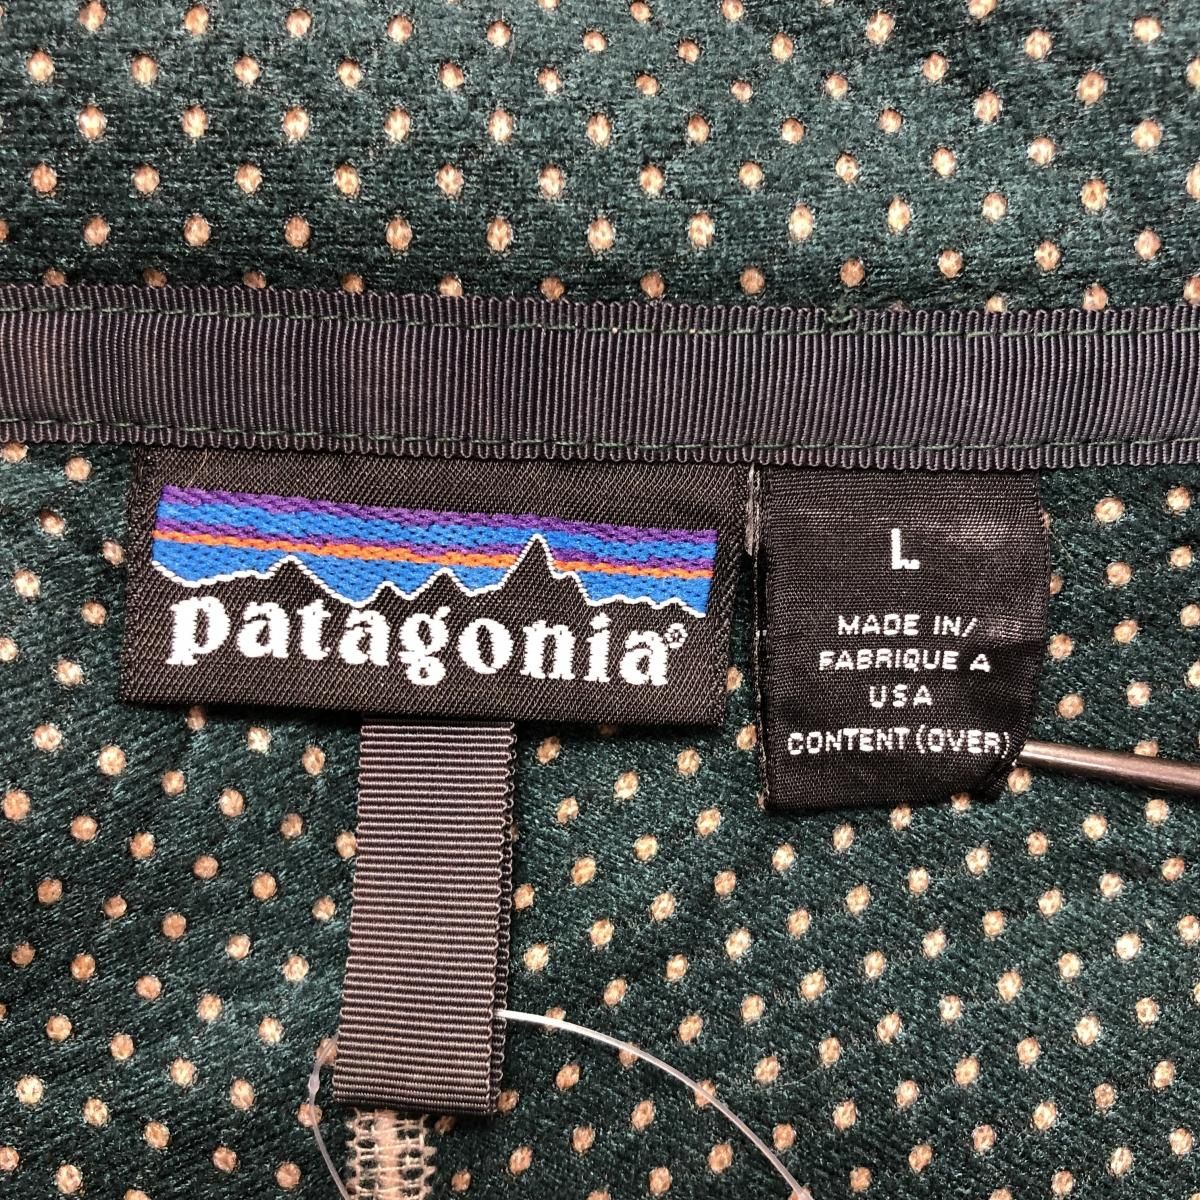 patagonia®
L
MADE IN/
FABRIQUE A
USA
CONTENT (OVER)